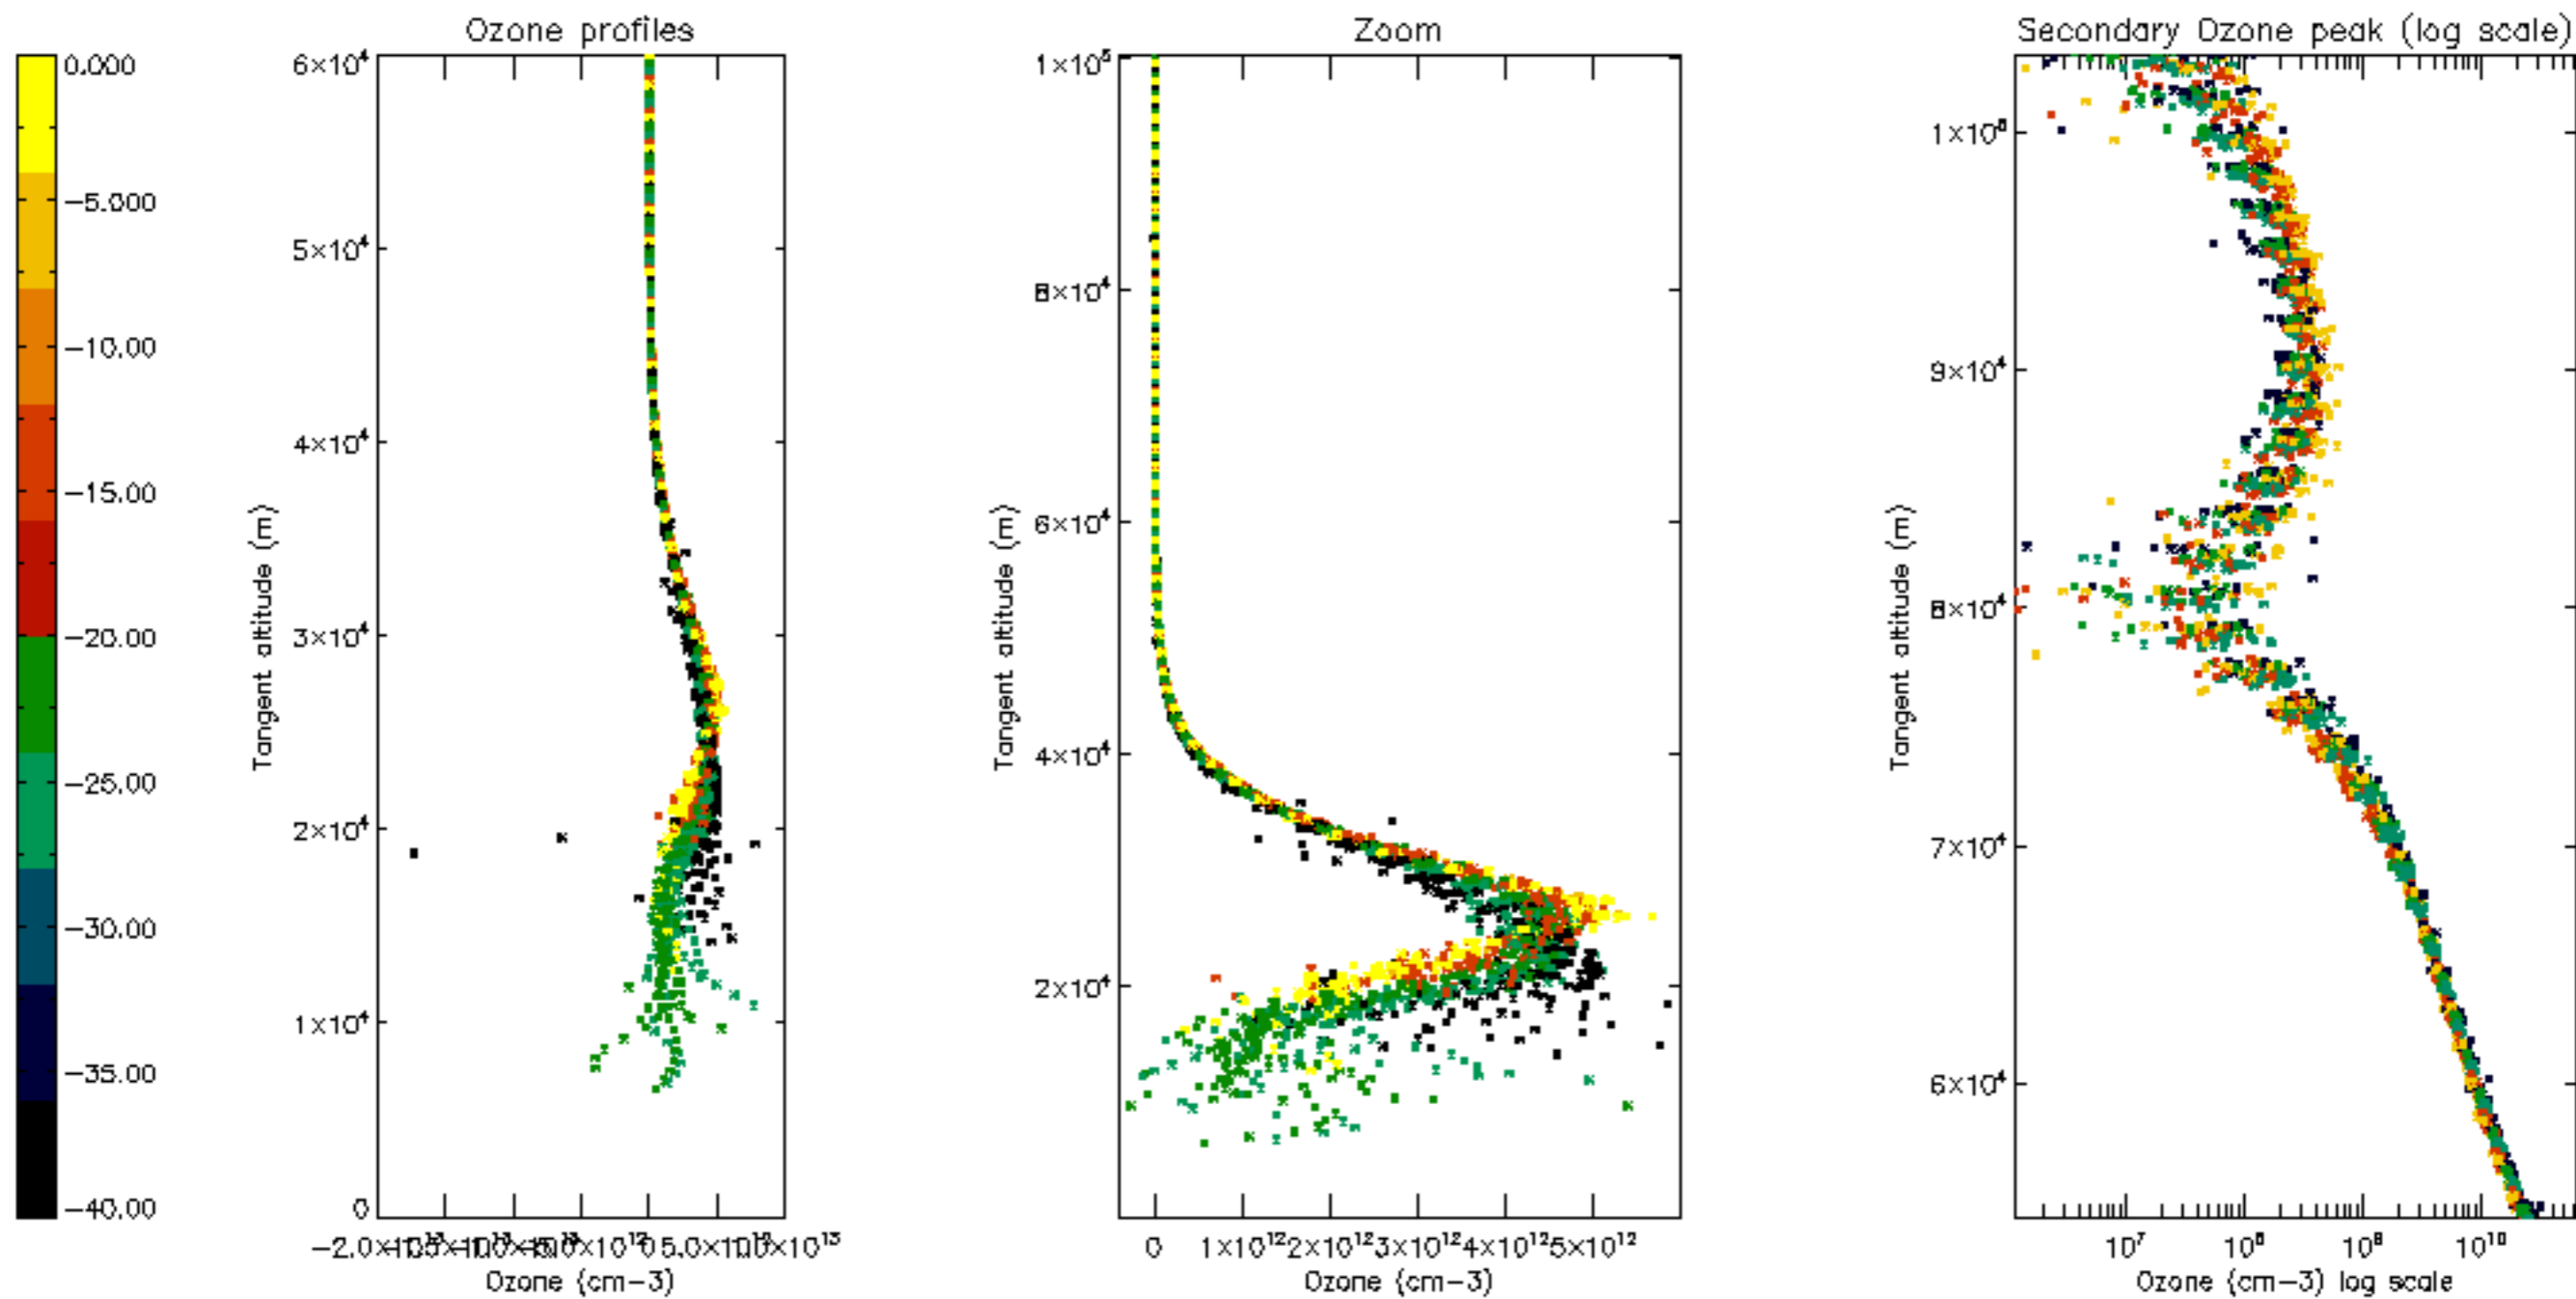 Ozone profiles
Zoom
Secondary Ozone peak (log scale)
0.000
−5.000
−10.00
−15.00
−20.00
−25.00
−30.00
−35.00
−40.00
6×10⁴
5×10⁴
4×10⁴
3×10⁴
2×10⁴
1×10⁴
0
Tangent altitude (m)
5.0×10
Ozone (cm−3)
1×10⁵
8×10⁴
6×10⁴
4×10⁴
2×10⁴
Tangent altitude (m)
0 1×10¹² 2×10¹² 3×10¹² 4×10¹² 5×10¹²
Ozone (cm−3)
9×10⁴
8×10⁴
7×10⁴
6×10⁴
Tangent altitude (m)
10⁷ 10⁸ 10⁹ 10¹⁰
Ozone (cm−3) log scale